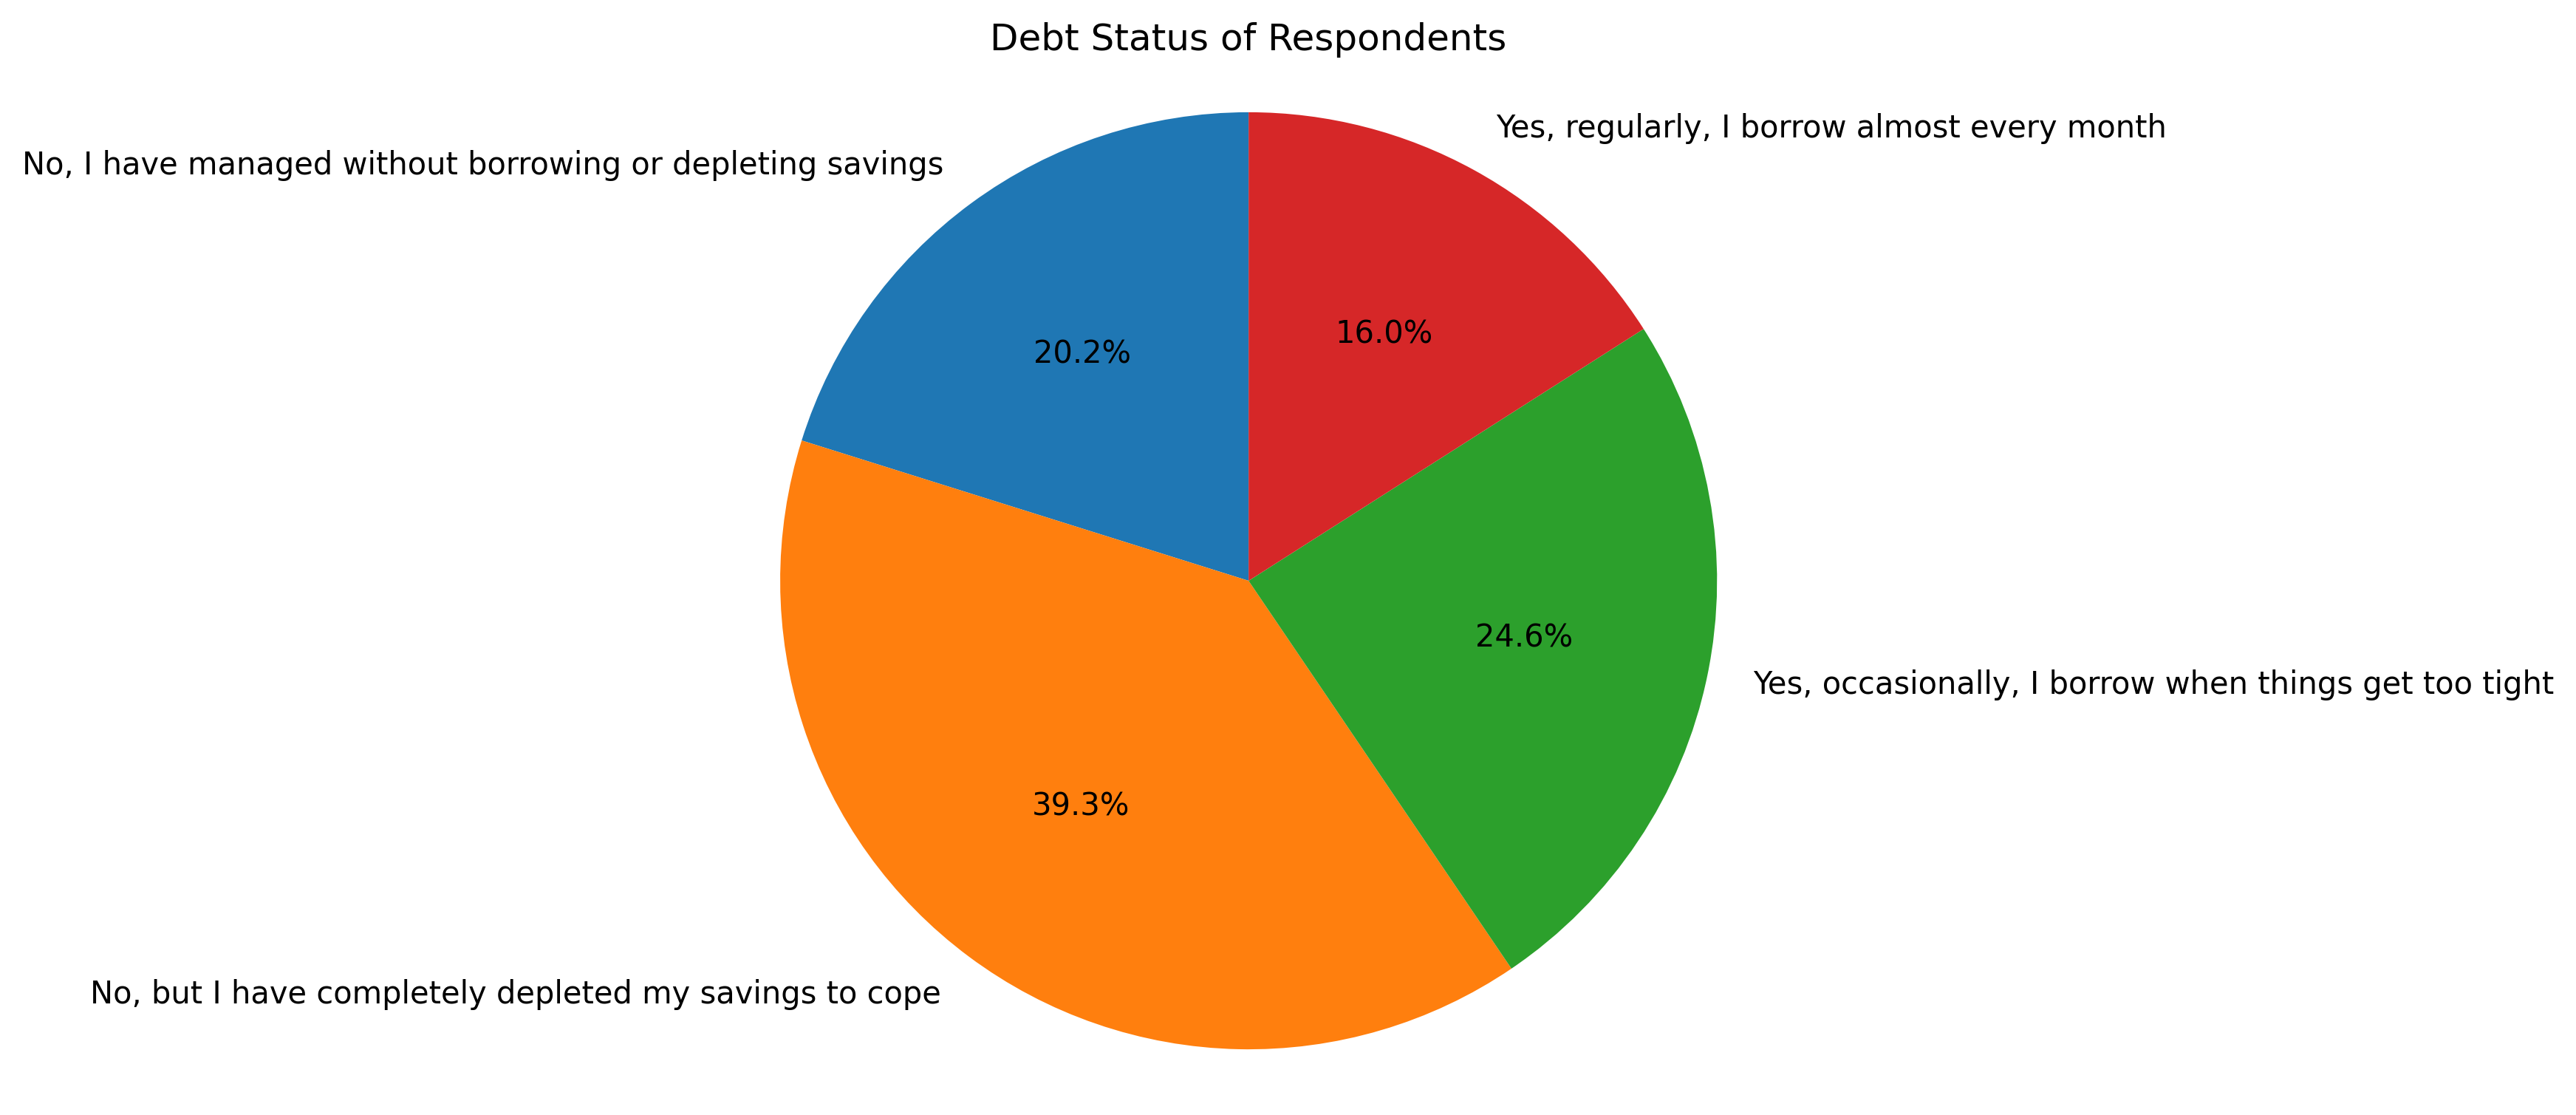 Debt Status of Respondents
Yes, regularly, I borrow almost every month
No, I have managed without borrowing or depleting savings
16.0%
20.2%
24.6%
Yes, occasionally, I borrow when things get too tight
39.3%
No, but I have completely depleted my savings to cope